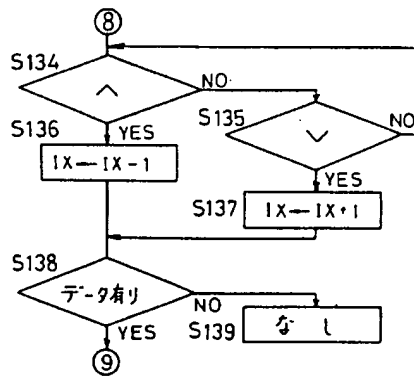 ⑧
S134
∧
NO
S135
∨
NO
S136
YES
IX←IX-1
YES
S137
IX←IX+1
S138
データ有り
NO
YES
S139
なし
⑨